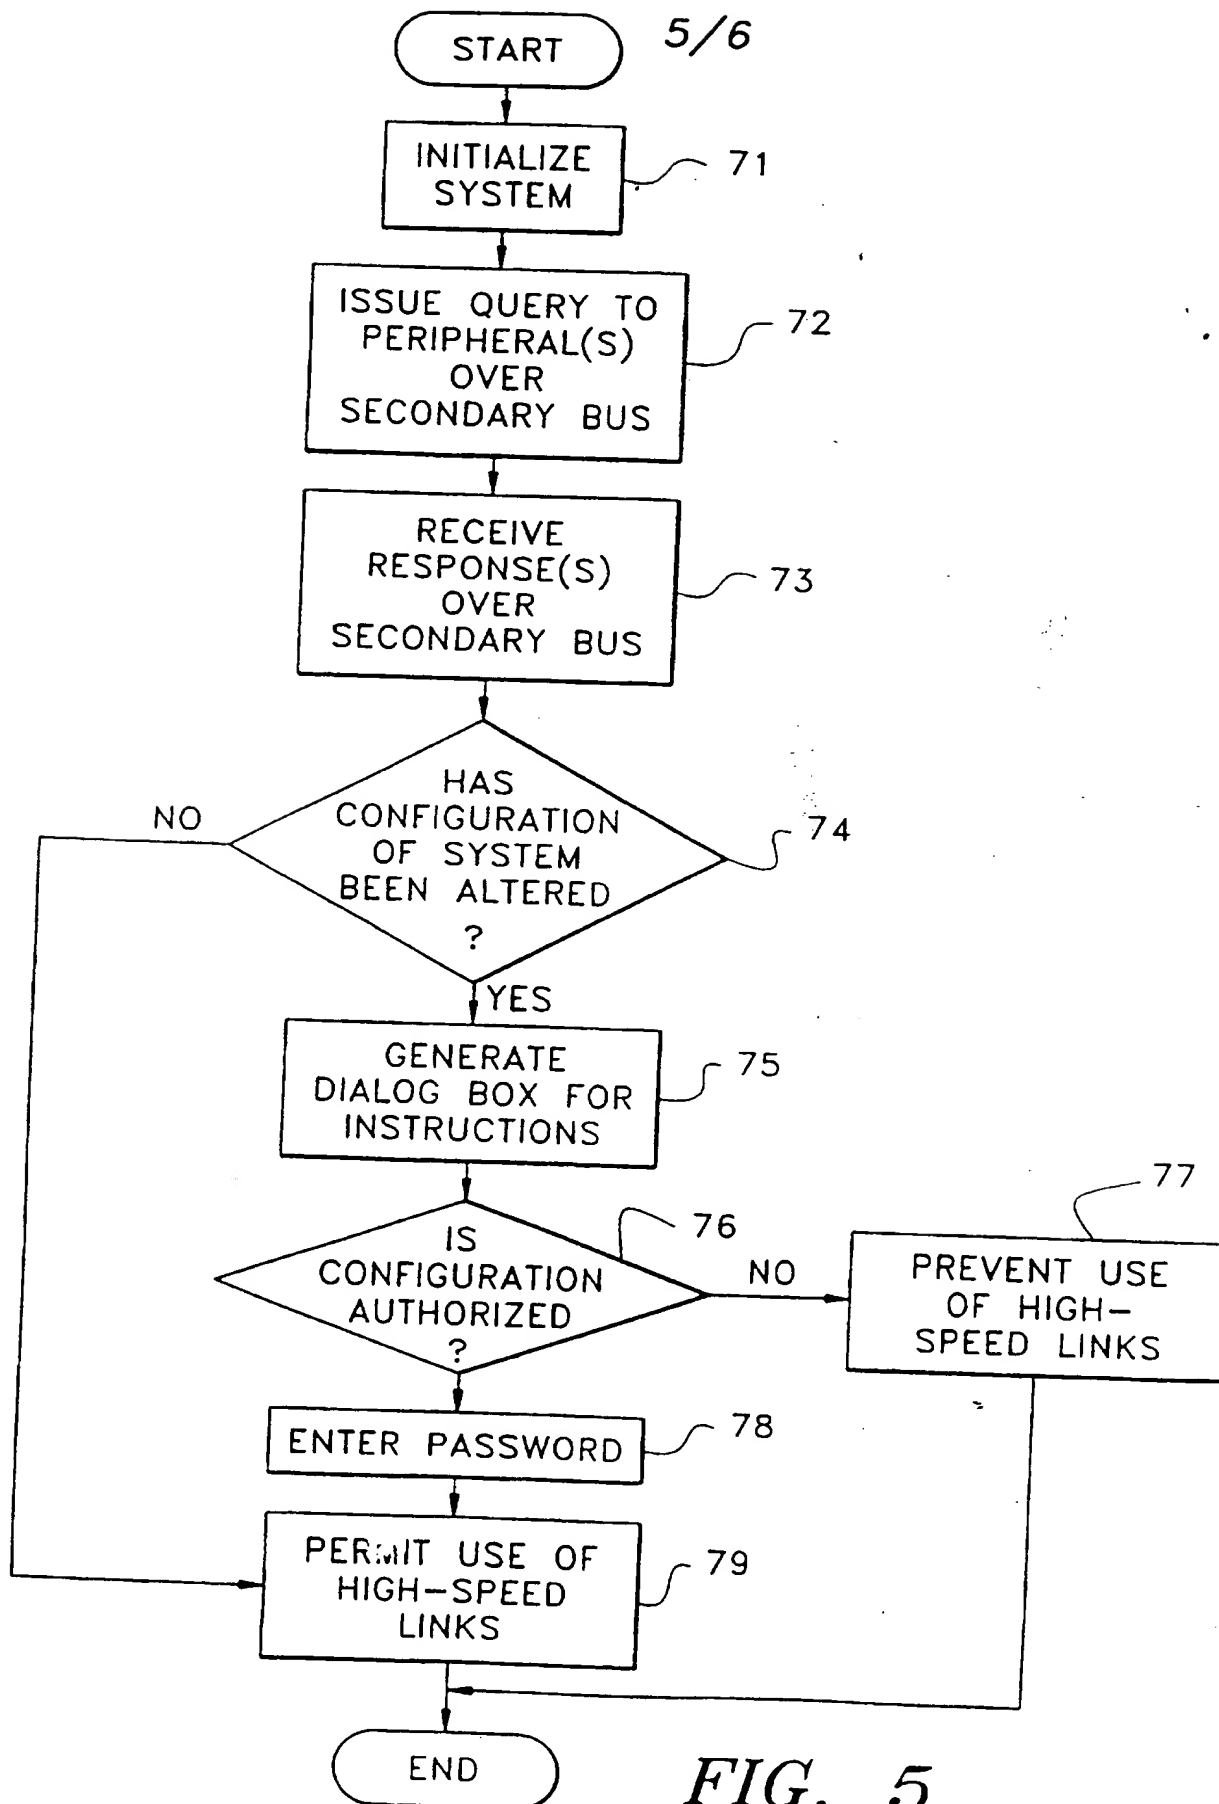 START
5/6
INITIALIZE
SYSTEM
71
ISSUE QUERY TO
PERIPHERAL(S)
OVER
SECONDARY BUS
72
RECEIVE
RESPONSE(S)
OVER
SECONDARY BUS
73
HAS
CONFIGURATION
OF SYSTEM
BEEN ALTERED
?
74
NO
YES
GENERATE
DIALOG BOX FOR
INSTRUCTIONS
75
IS
CONFIGURATION
AUTHORIZED
?
76
NO
77
PREVENT USE
OF HIGH-
SPEED LINKS
ENTER PASSWORD
78
PERMIT USE OF
HIGH-SPEED
LINKS
79
END
FIG. 5